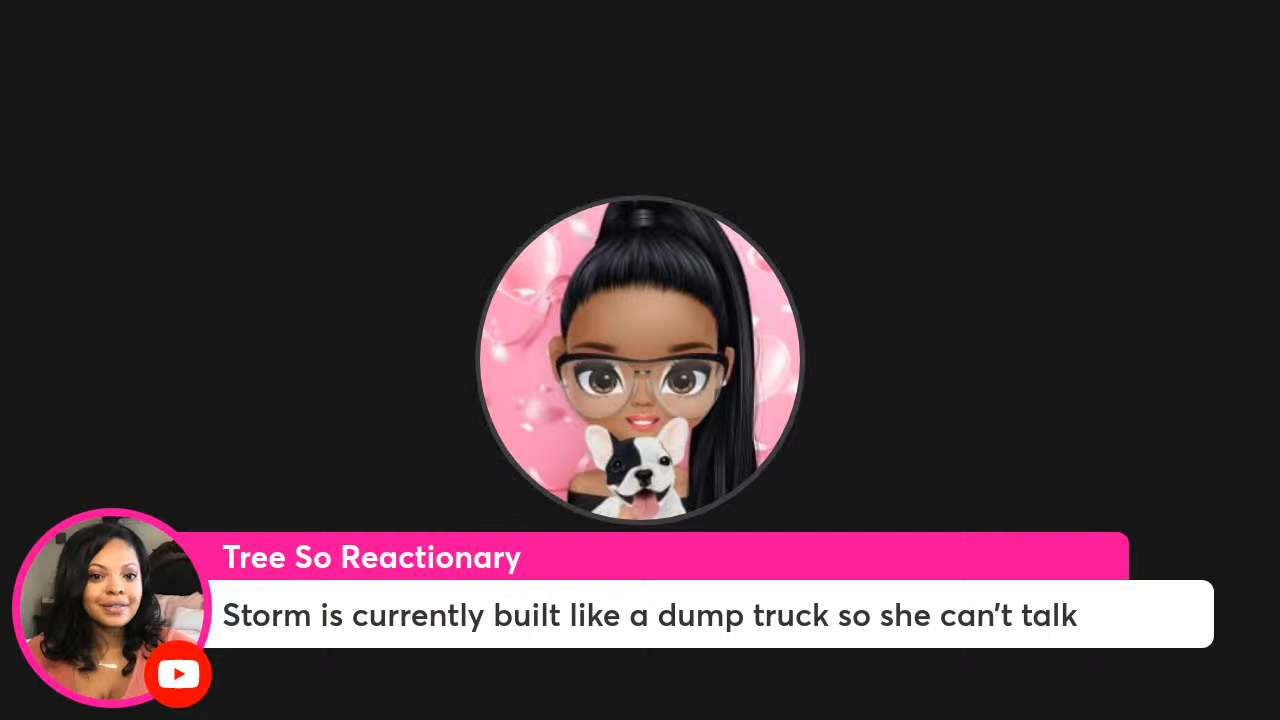 Tree So Reactionary
Storm is currently built like a dump truck so she can't talk